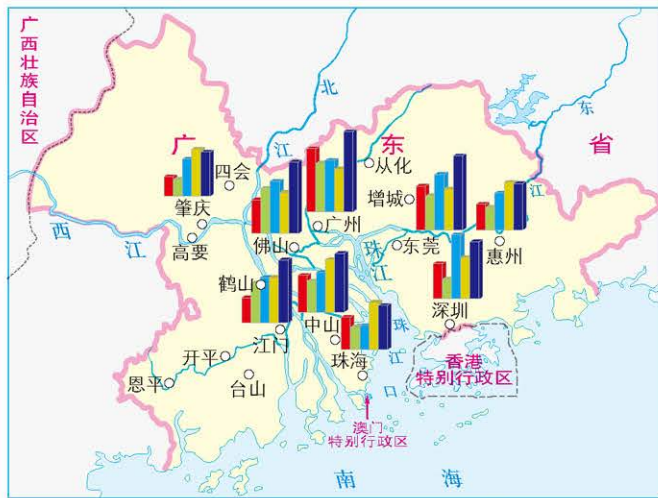 广西壮族自治区
北
江
东
江
广
东
省
四会
从化
增城
肇庆
广州
西
江
高要
佛山
珠
江
东莞
惠州
鹤山
深圳
中山
珠
江
口
江门
珠海
香港
特别行政区
开平
恩平
台山
澳门
特别行政区
南
海